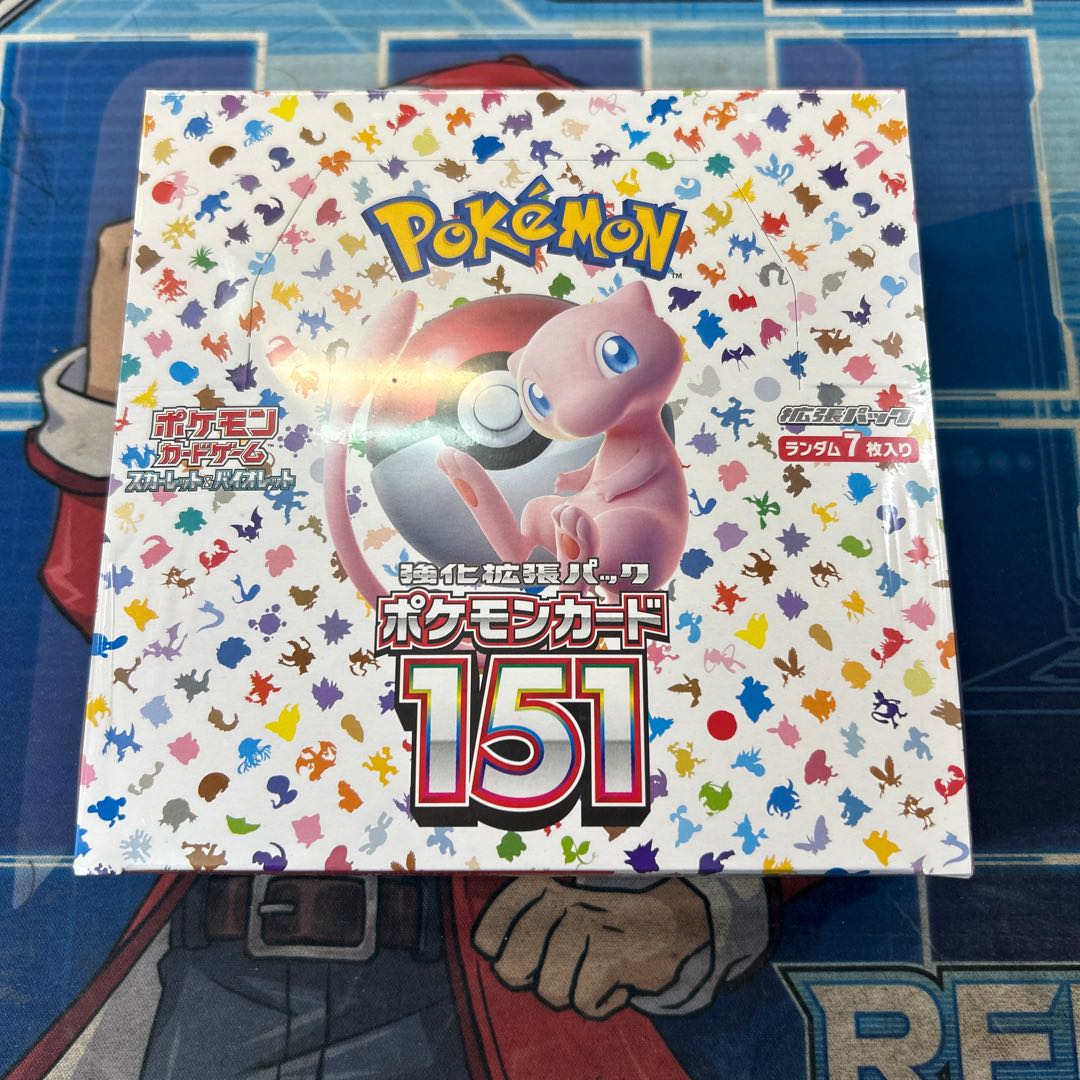 POKéMON
TM
ポケモン
カードゲーム
スカーレット&バイオレット
拡張パック
ランダム7枚入り
強化拡張パック
ポケモンカード
151
RE